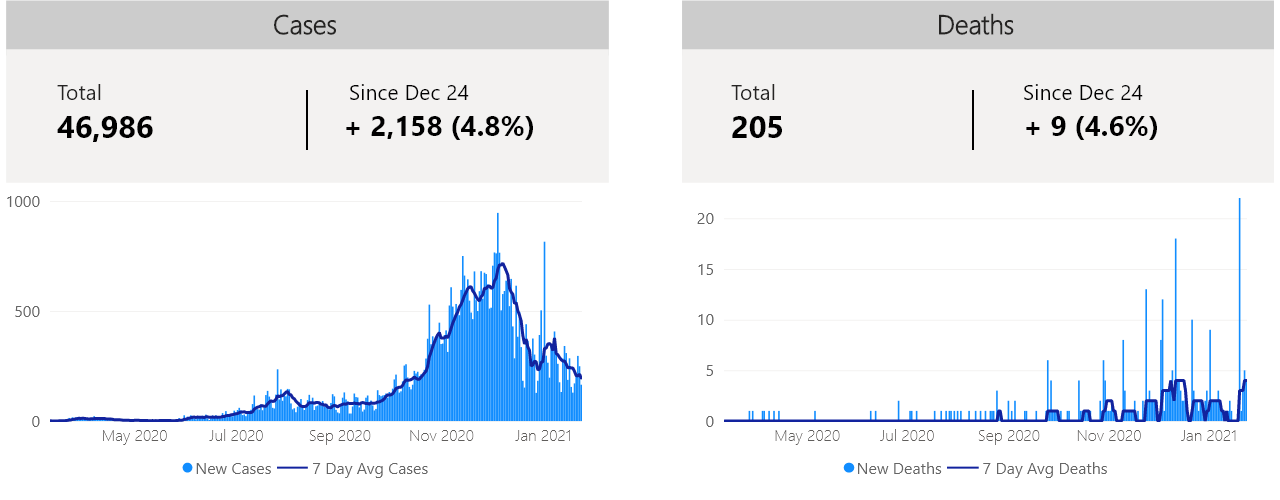 Cases
Total
46,986
Since Dec 24
+ 2,158 (4.8%)
1000
500
0
May 2020 Jul 2020 Sep 2020 Nov 2020 Jan 2021
New Cases 7 Day Avg Cases
Deaths
Total
205
Since Dec 24
+ 9 (4.6%)
20
15
10
5
0
May 2020 Jul 2020 Sep 2020 Nov 2020 Jan 2021
New Deaths 7 Day Avg Deaths